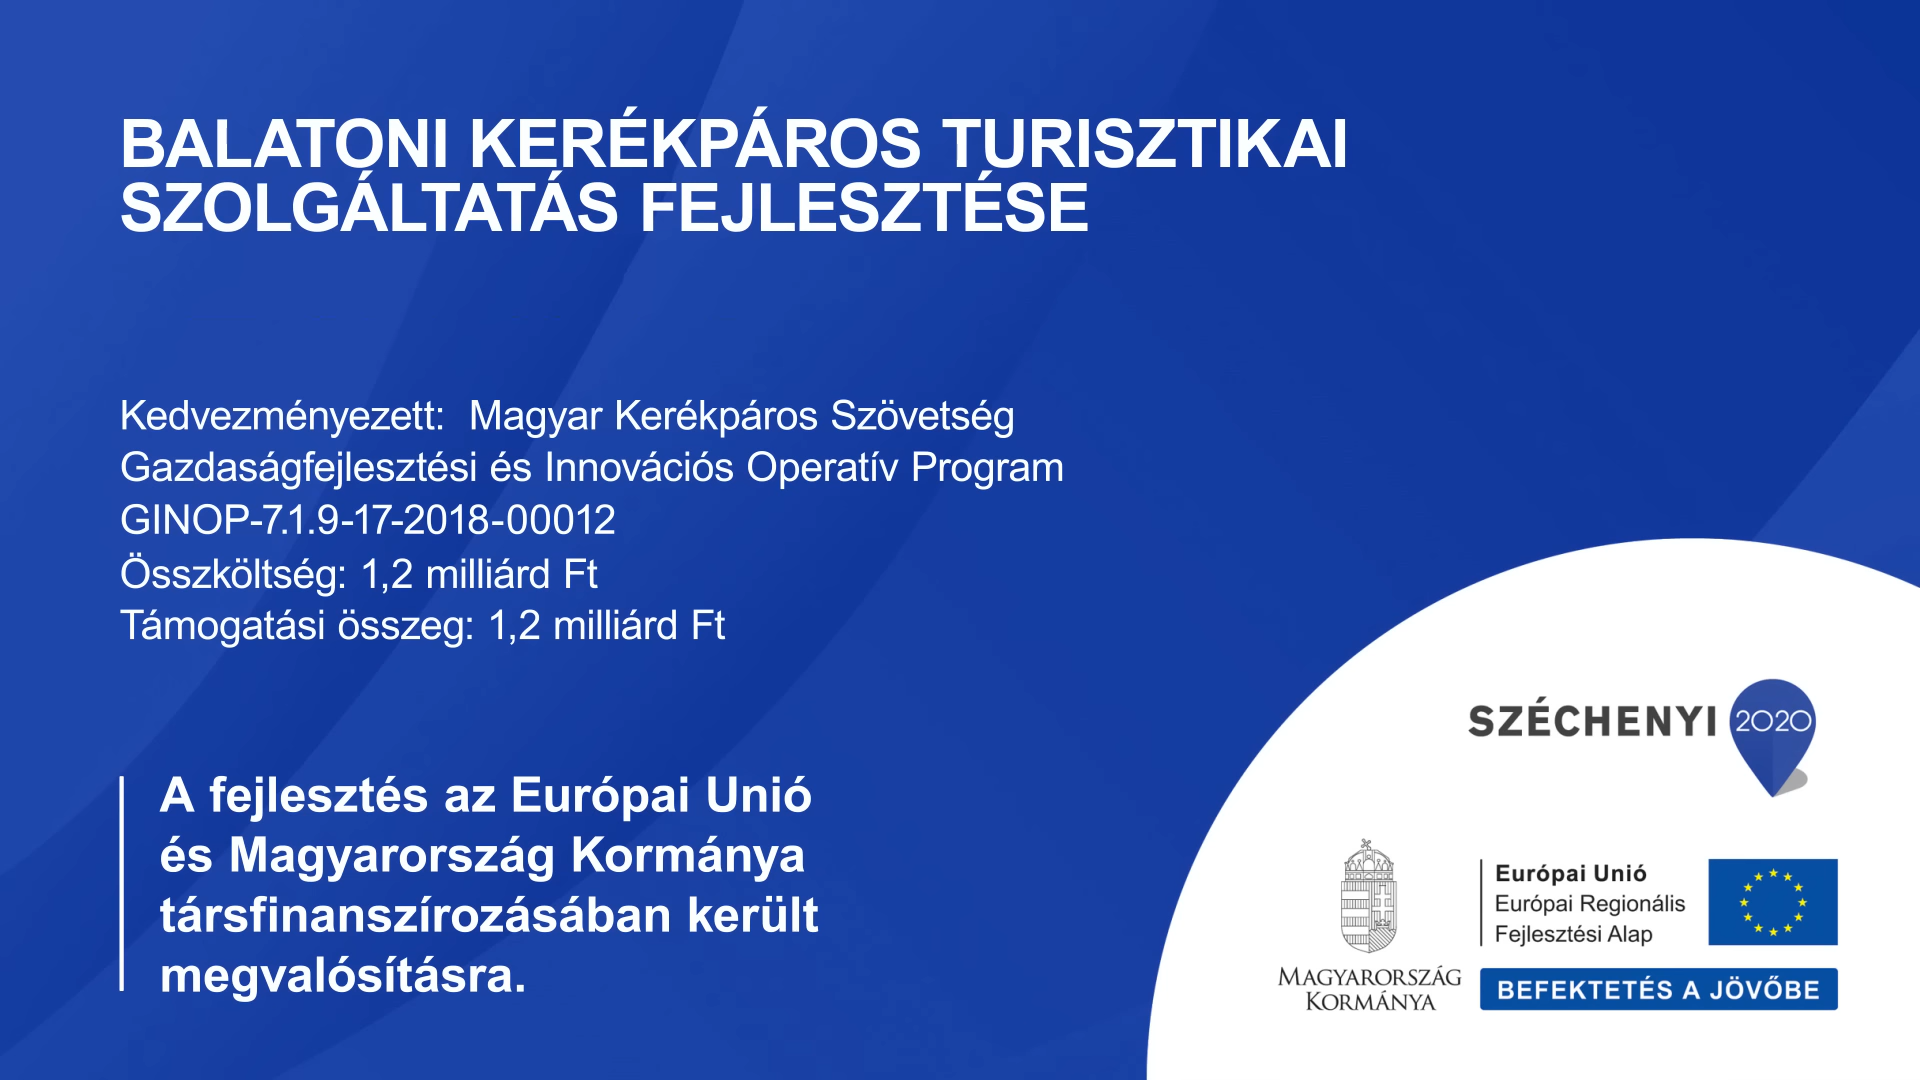 BALATONI KERÉKPÁROS TURISZTIKAI
SZOLGÁLTATÁS FEJLESZTÉSE
Kedvezményezett:  Magyar Kerékpáros Szövetség
Gazdaságfejlesztési és Innovációs Operatív Program
GINOP-7.1.9-17-2018-00012
Összköltség: 1,2 milliárd Ft
Támogatási összeg: 1,2 milliárd Ft
A fejlesztés az Európai Unió
és Magyarország Kormánya
társfinanszírozásában került
megvalósításra.
SZÉCHENYI 2020
MAGYARORSZÁG
KORMÁNYA
Európai Unió
Európai Regionális
Fejlesztési Alap
BEFEKTETÉS A JÖVŐBE